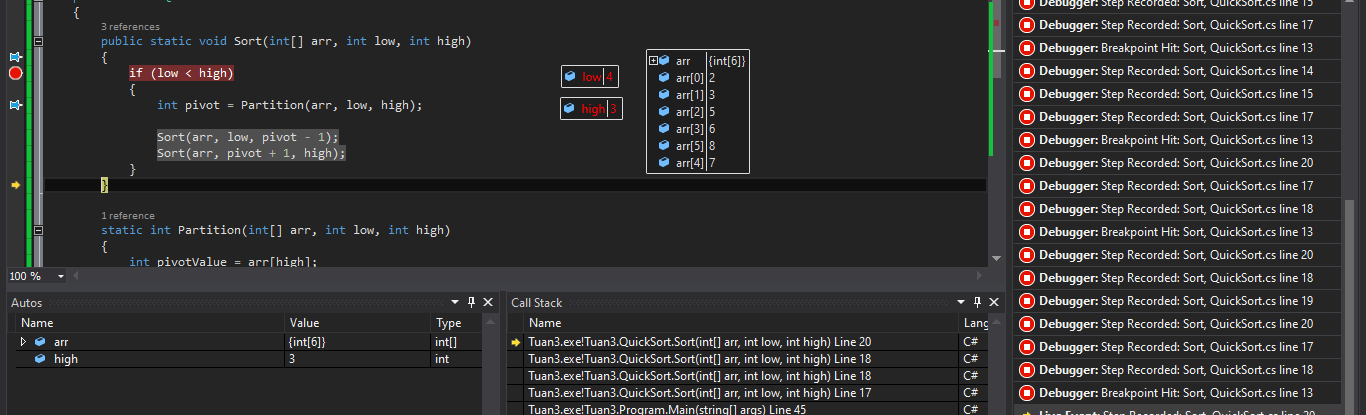 {
3 references
public static void Sort(int[] arr, int low, int high)
{
if (low < high)
{
int pivot = Partition(arr, low, high);
Sort(arr, low, pivot - 1);
Sort(arr, pivot + 1, high);
}
}
1 reference
static int Partition(int[] arr, int low, int high)
{
int pivotValue = arr[high];
low 4
high 3
arr {int[6]}
arr[0] 2
arr[1] 3
arr[2] 5
arr[3] 6
arr[5] 8
arr[4] 7
100 %
Autos
Name Value Type
arr {int[6]} int[]
high 3 int
Call Stack
Name Lang
Tuan3.exe!Tuan3.QuickSort.Sort(int[] arr, int low, int high) Line 20 C#
Tuan3.exe!Tuan3.QuickSort.Sort(int[] arr, int low, int high) Line 18 C#
Tuan3.exe!Tuan3.QuickSort.Sort(int[] arr, int low, int high) Line 18 C#
Tuan3.exe!Tuan3.QuickSort.Sort(int[] arr, int low, int high) Line 17 C#
Tuan3.exe!Tuan3.Program.Main(string[] args) Line 45 C#
Debugger: Step Recorded: Sort, QuickSort.cs line 15
Debugger: Step Recorded: Sort, QuickSort.cs line 17
Debugger: Breakpoint Hit: Sort, QuickSort.cs line 13
Debugger: Step Recorded: Sort, QuickSort.cs line 14
Debugger: Step Recorded: Sort, QuickSort.cs line 15
Debugger: Step Recorded: Sort, QuickSort.cs line 17
Debugger: Breakpoint Hit: Sort, QuickSort.cs line 13
Debugger: Step Recorded: Sort, QuickSort.cs line 20
Debugger: Step Recorded: Sort, QuickSort.cs line 17
Debugger: Step Recorded: Sort, QuickSort.cs line 18
Debugger: Breakpoint Hit: Sort, QuickSort.cs line 13
Debugger: Step Recorded: Sort, QuickSort.cs line 20
Debugger: Step Recorded: Sort, QuickSort.cs line 18
Debugger: Step Recorded: Sort, QuickSort.cs line 19
Debugger: Step Recorded: Sort, QuickSort.cs line 20
Debugger: Step Recorded: Sort, QuickSort.cs line 17
Debugger: Step Recorded: Sort, QuickSort.cs line 18
Debugger: Breakpoint Hit: Sort, QuickSort.cs line 13
Live Event: Step Recorded: Sort, QuickSort.cs line 20